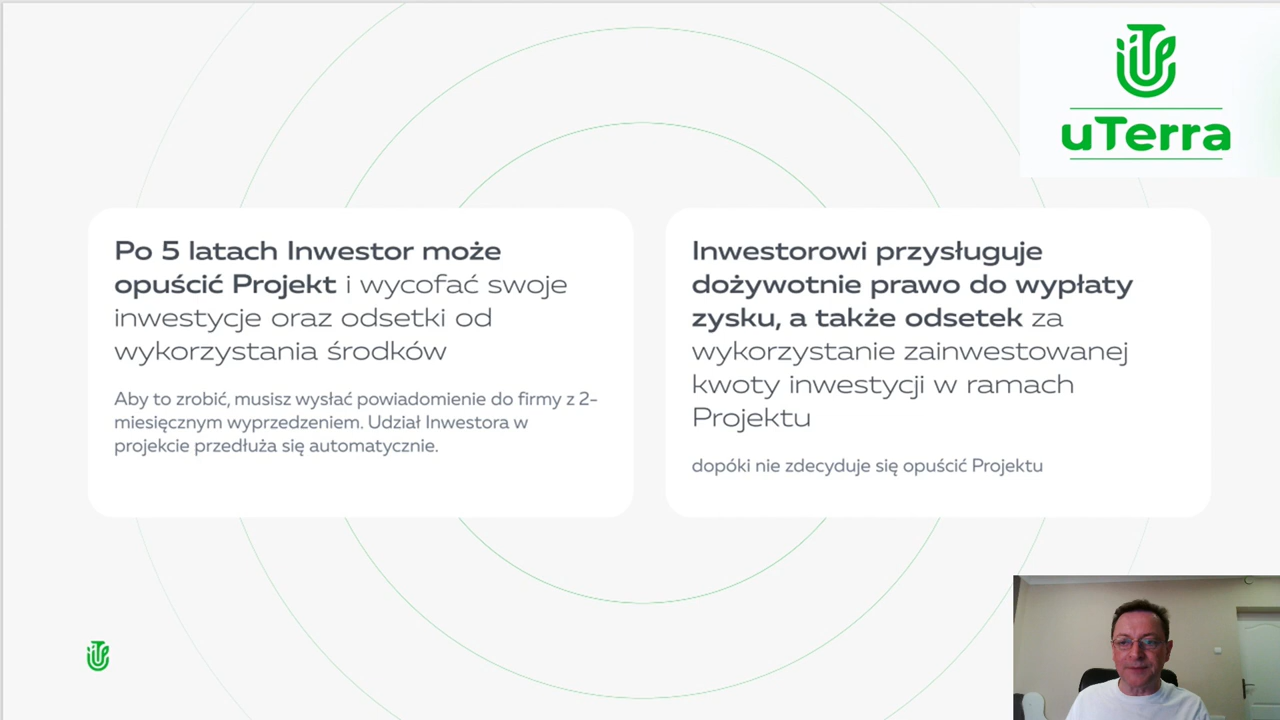 uTerra
Po 5 latach Inwestor może
opuścić Projekt i wycofać swoje
inwestycje oraz odsetki od
wykorzystania środków
Aby to zrobić, musisz wysłać powiadomienie do firmy z 2-
miesięcznym wyprzedzeniem. Udział Inwestora w
projekcie przedłuża się automatycznie.
Inwestorowi przysługuje
dożywotnie prawo do wypłaty
zysku, a także odsetek za
wykorzystanie zainwestowanej
kwoty inwestycji w ramach
Projektu
dopóki nie zdecyduje się opuścić Projektu